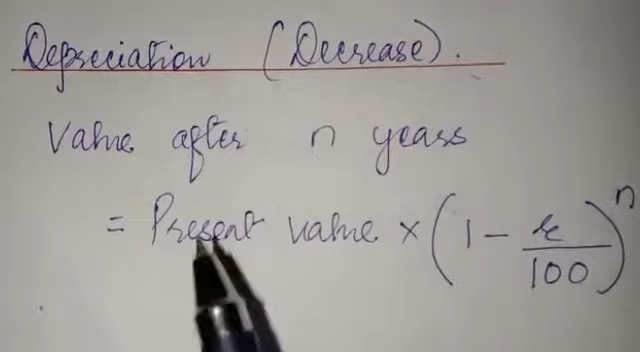 Depreciation (Decrease).
Value after n years
= Present value × (1 - r/100)^n